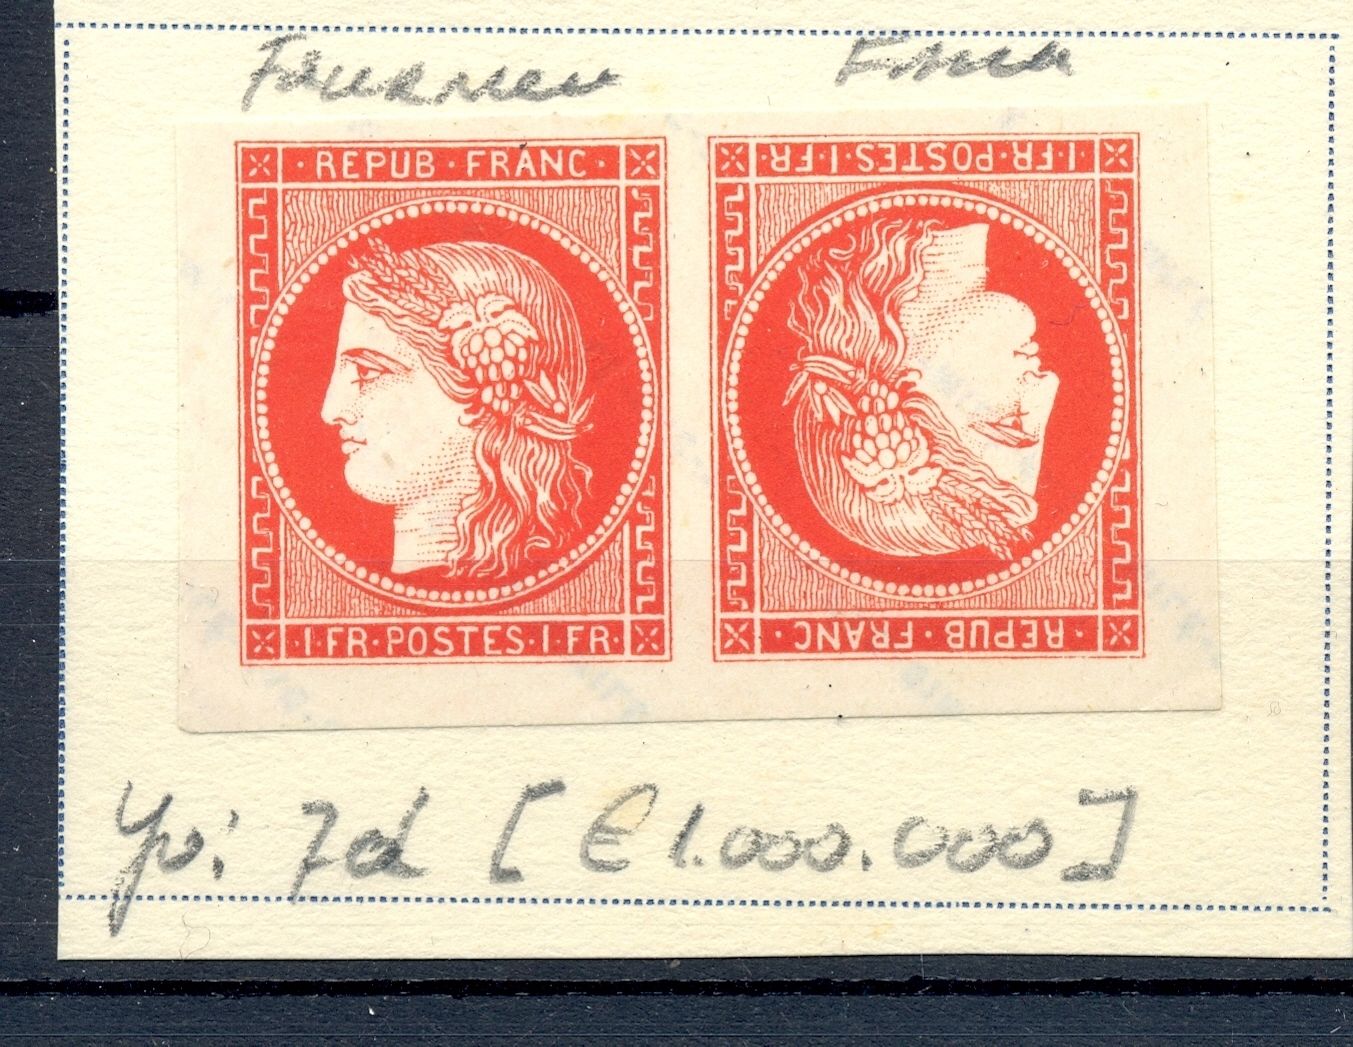 Fournier
· REPUB · FRANC ·
· 1 FR · POSTES · 1 FR ·
· 1 FR · POSTES · 1 FR ·
· REPUB · FRANC ·
Yv: 7d [€1.000.000]